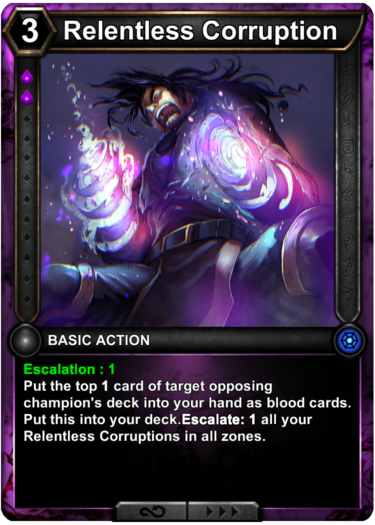 3 Relentless Corruption
BASIC ACTION
Escalation : 1
Put the top 1 card of target opposing
champion's deck into your hand as blood cards.
Put this into your deck.Escalate: 1 all your
Relentless Corruptions in all zones.